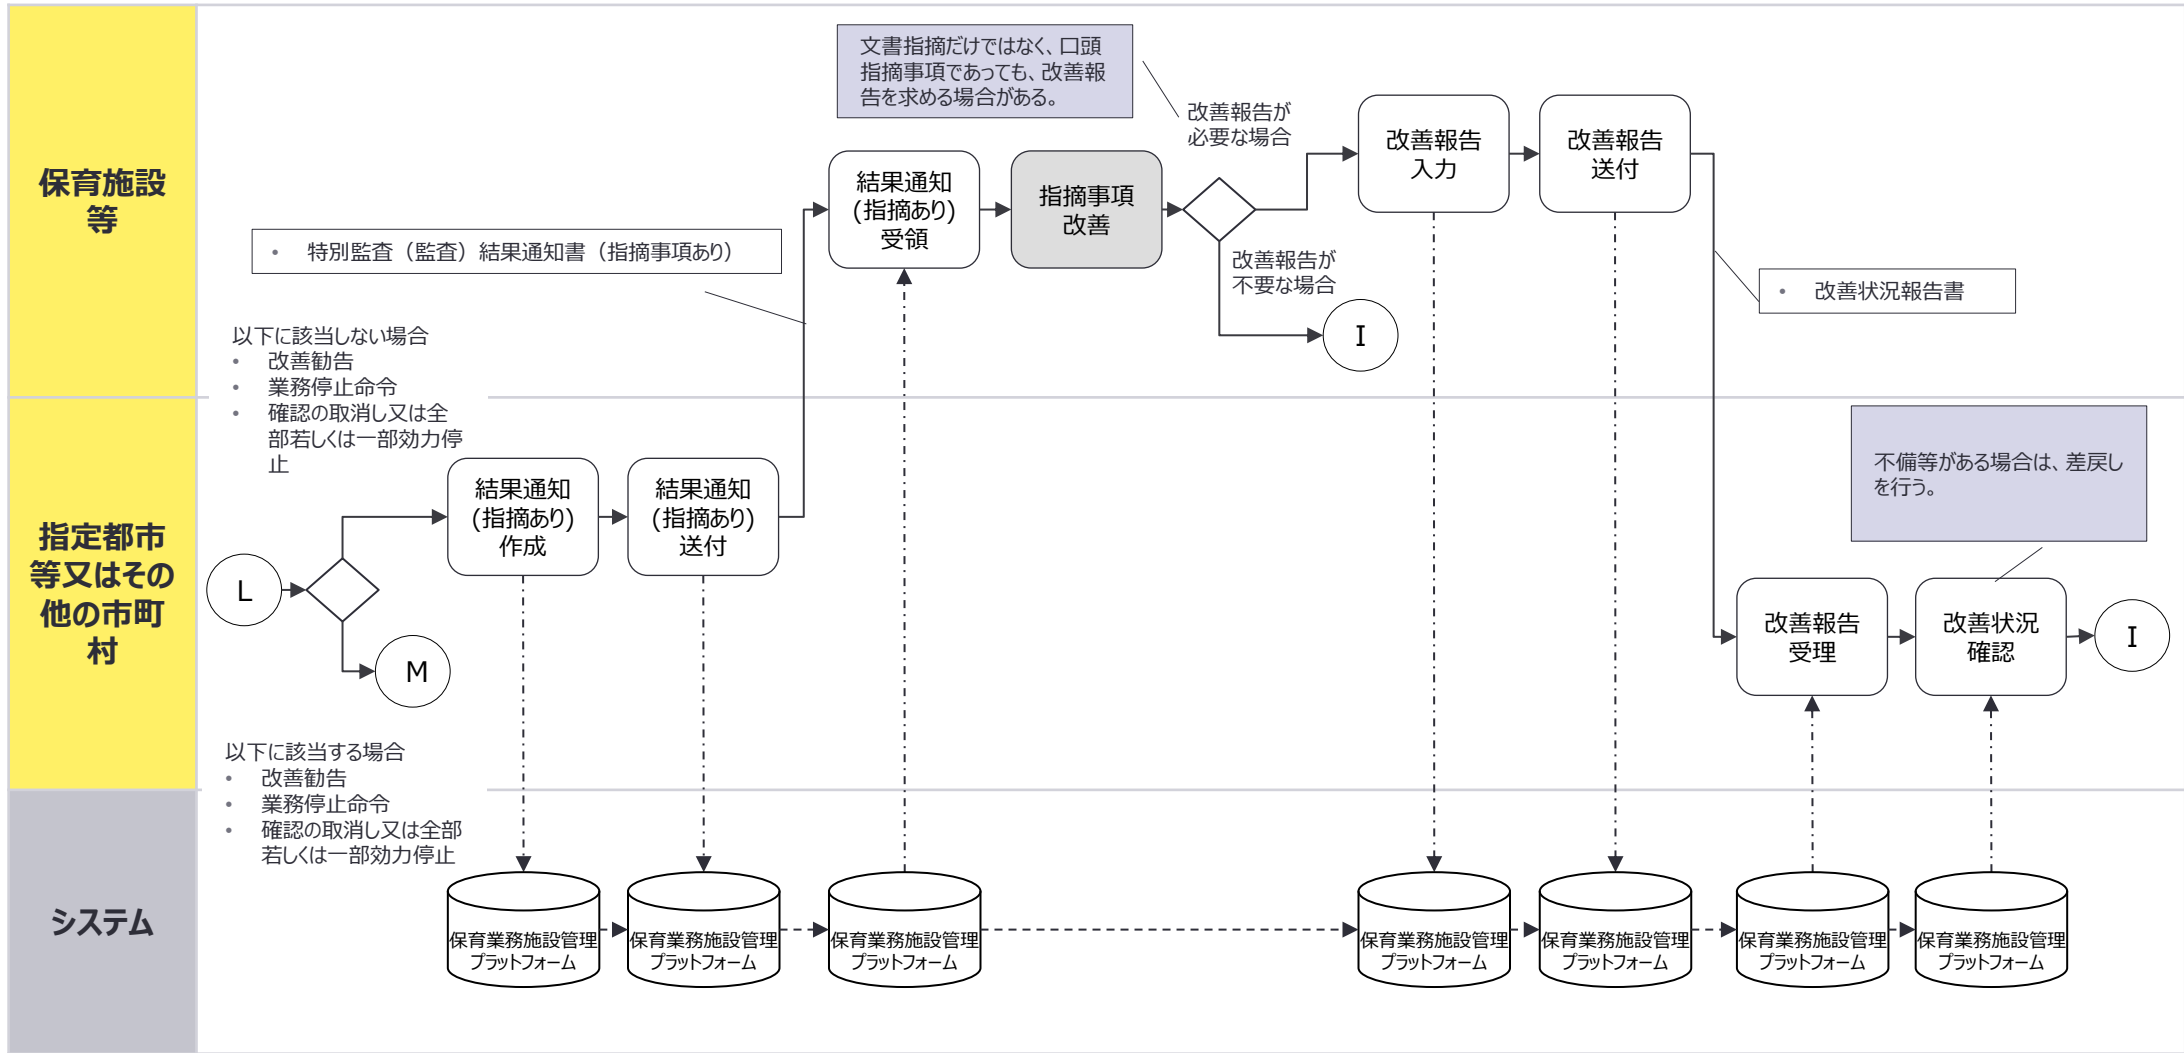 保育施設
等
文書指摘だけではなく、口頭
指摘事項であっても、改善報
告を求める場合がある。
改善報告が
必要な場合
改善報告
入力
改善報告
送付
結果通知
(指摘あり)
受領
指摘事項
改善
• 特別監査（監査）結果通知書（指摘事項あり）
改善報告が
不要な場合
I
• 改善状況報告書
以下に該当しない場合
• 改善勧告
• 業務停止命令
• 確認の取消し又は全
部若しくは一部効力停
止
指定都市
等又はその
他の市町
村
L
M
結果通知
(指摘あり)
作成
結果通知
(指摘あり)
送付
不備等がある場合は、差戻し
を行う。
改善報告
受理
改善状況
確認
I
以下に該当する場合
• 改善勧告
• 業務停止命令
• 確認の取消し又は全部
若しくは一部効力停止
システム
保育業務施設管理
プラットフォーム
保育業務施設管理
プラットフォーム
保育業務施設管理
プラットフォーム
保育業務施設管理
プラットフォーム
保育業務施設管理
プラットフォーム
保育業務施設管理
プラットフォーム
保育業務施設管理
プラットフォーム